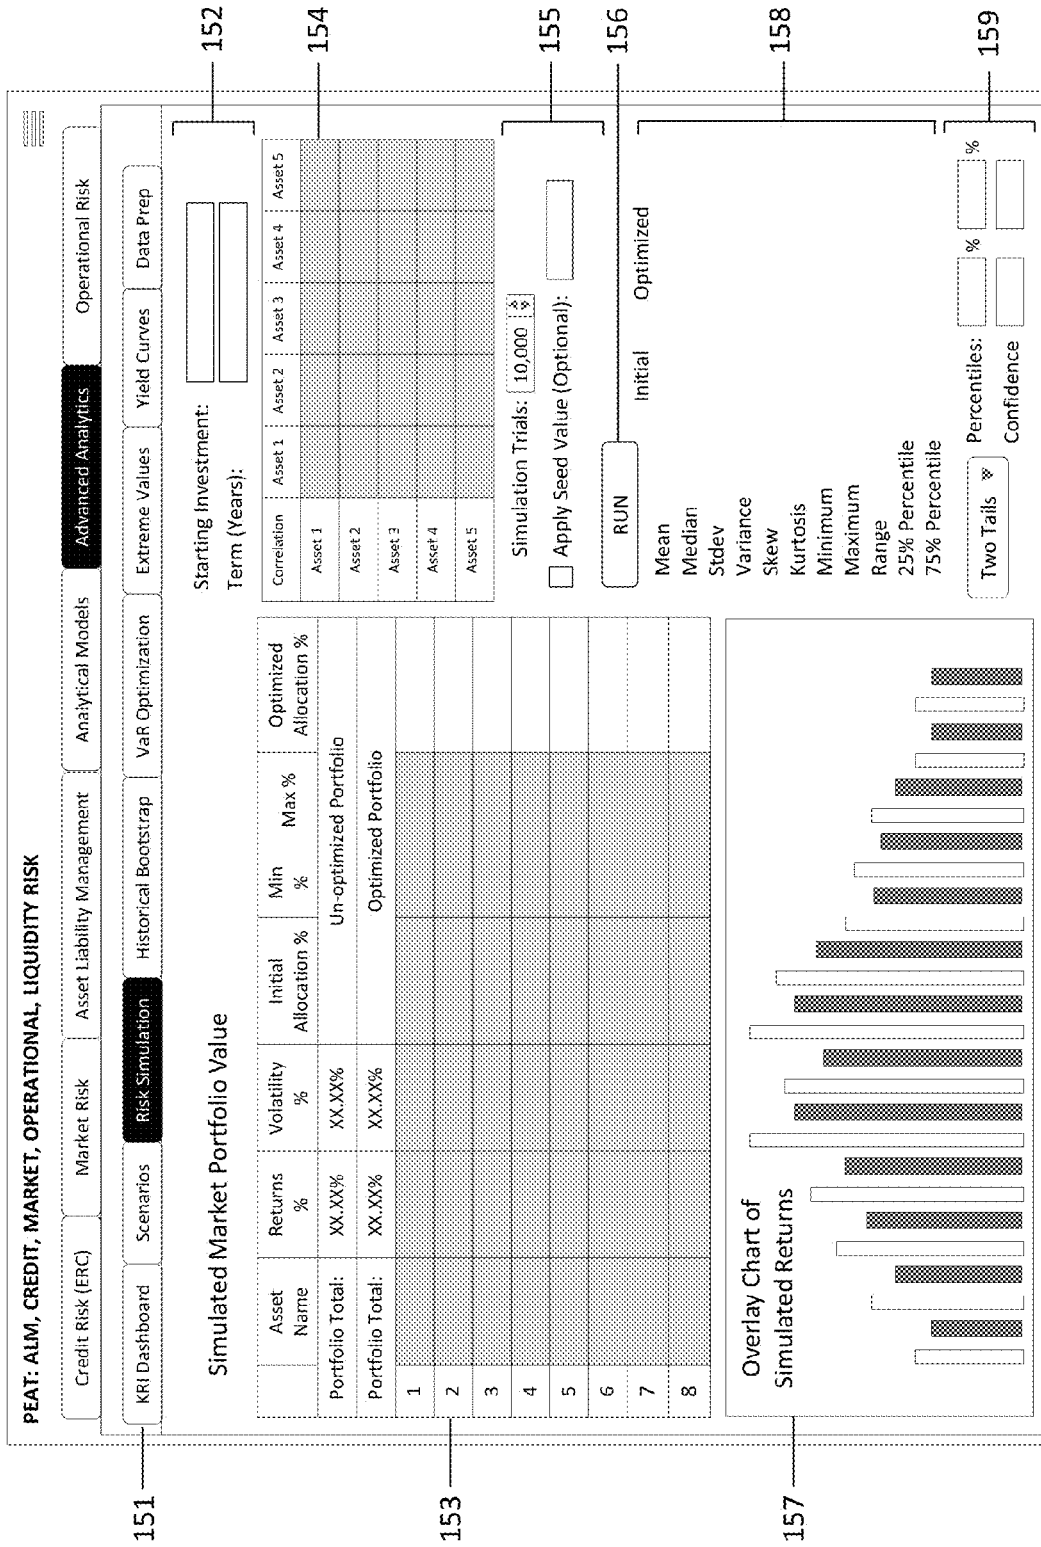 PEAT: ALM, CREDIT, MARKET, OPERATIONAL, LIQUIDITY RISK
Credit Risk (ERC) Market Risk Asset Liability Management Analytical Models Advanced Analytics Operational Risk
KRI Dashboard Scenarios Risk Simulation Historical Bootstrap VaR Optimization Extreme Values Yield Curves Data Prep
151
Simulated Market Portfolio Value
Starting Investment:
Term (Years):
152
Asset Name Returns % Volatility % Initial Allocation % Min % Max % Optimized Allocation %
Portfolio Total: XX.XX% XX.XX% Un-optimized Portfolio
Portfolio Total: XX.XX% XX.XX% Optimized Portfolio
1
2
3
4
5
6
7
8
153
Correlation Asset 1 Asset 2 Asset 3 Asset 4 Asset 5
Asset 1
Asset 2
Asset 3
Asset 4
Asset 5
154
Simulation Trials: 10,000
Apply Seed Value (Optional):
155
RUN
156
Initial Optimized
Mean
Median
Stdev
Variance
Skew
Kurtosis
Minimum
Maximum
Range
25% Percentile
75% Percentile
158
Overlay Chart of
Simulated Returns
157
Two Tails Percentiles: % %
Confidence
159